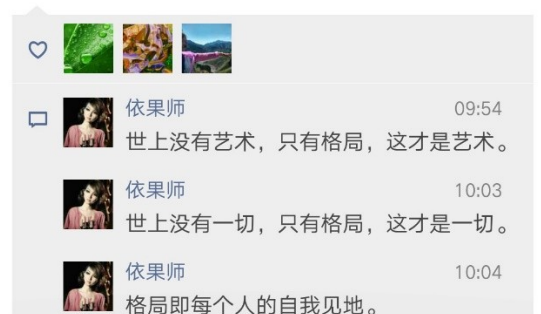 依果师
09:54
世上没有艺术，只有格局，这才是艺术。
依果师
10:03
世上没有一切，只有格局，这才是一切。
依果师
10:04
格局即每个人的自我见地。